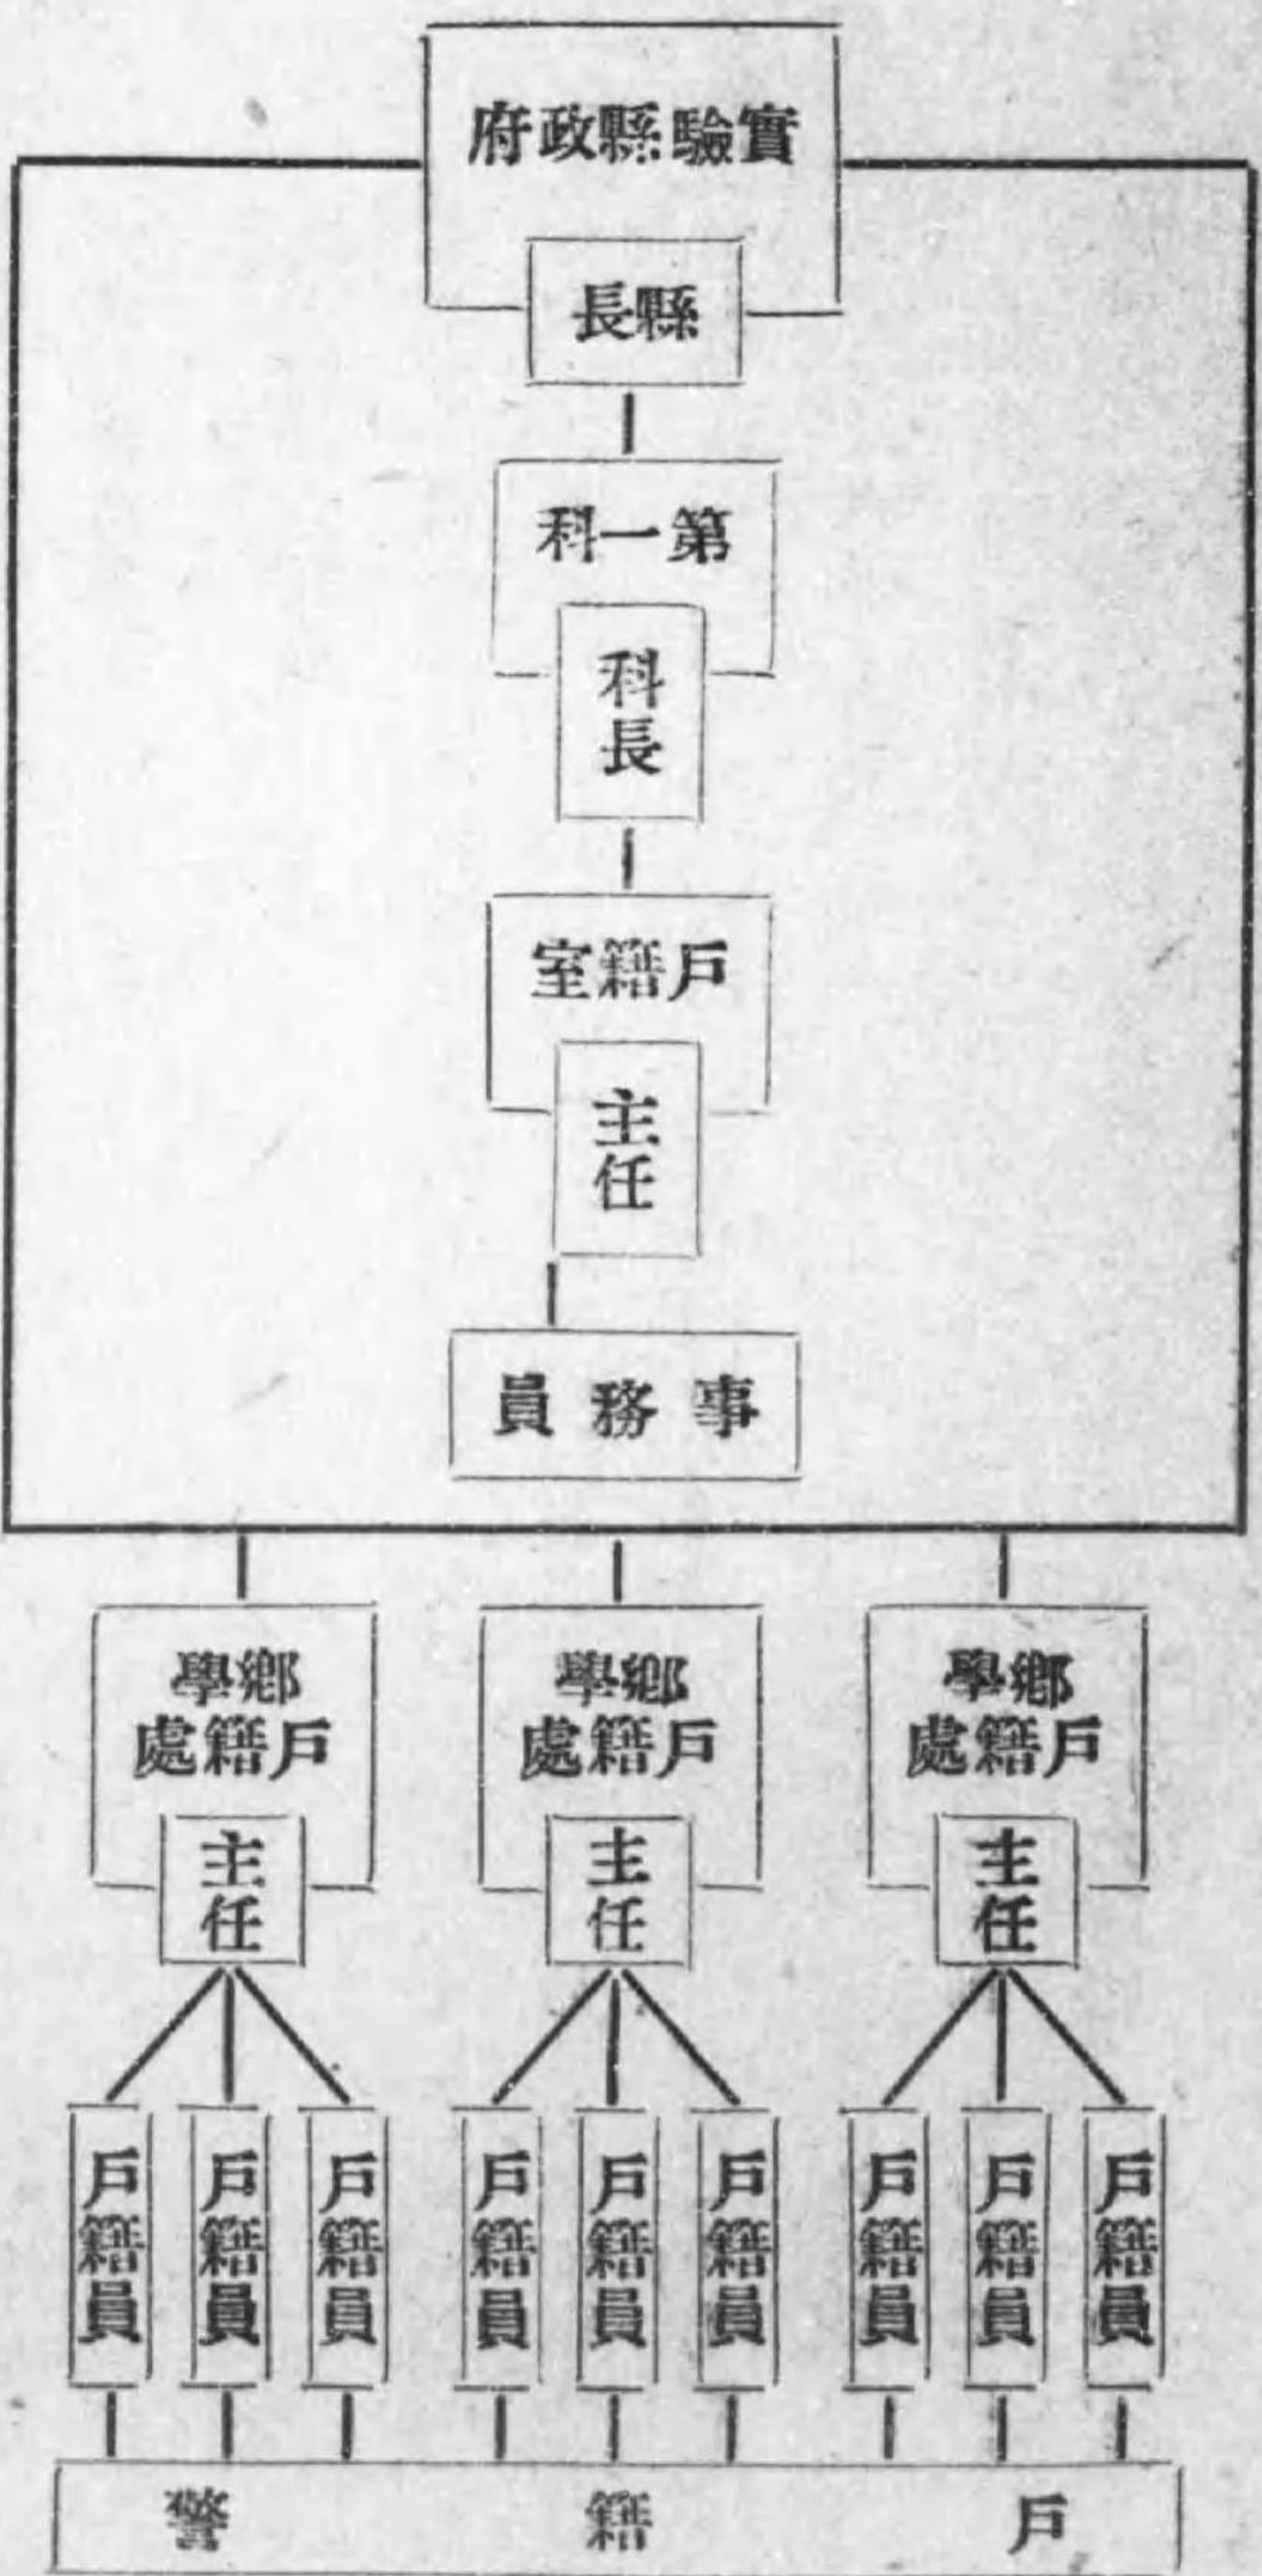 實驗縣政府
縣長
第一科
科長
戶籍室
主任
事務員
鄉學
戶籍處
主任
鄉學
戶籍處
主任
鄉學
戶籍處
主任
戶籍員
戶籍員
戶籍員
戶籍員
戶籍員
戶籍員
戶籍員
戶籍員
戶籍員
戶籍警